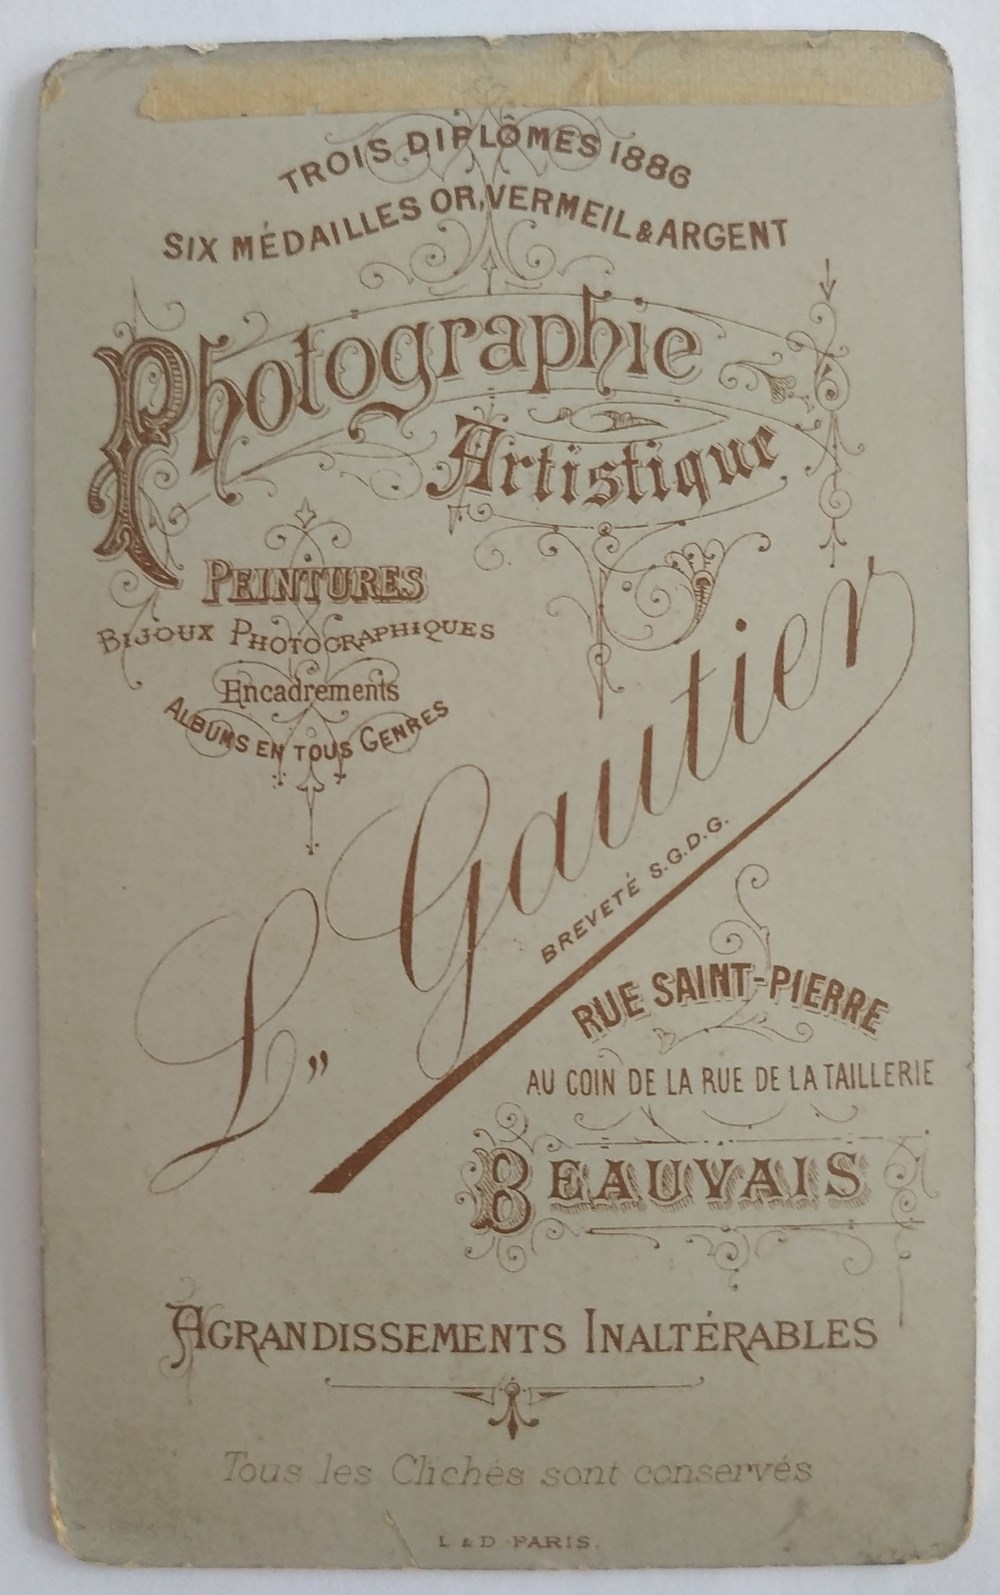 TROIS DIPLÔMES 1886
SIX MÉDAILLES OR, VERMEIL & ARGENT
Photographie
Artistique
PEINTURES
BIJOUX PHOTOGRAPHIQUES
Encadrements
ALBUMS EN TOUS GENRES
L,, Gautier
BREVETÉ S.G.D.G.
RUE SAINT-PIERRE
AU COIN DE LA RUE DE LA TAILLERIE
BEAUVAIS
AGRANDISSEMENTS INALTÉRABLES
Tous les Clichés sont conservés
L & D PARIS.